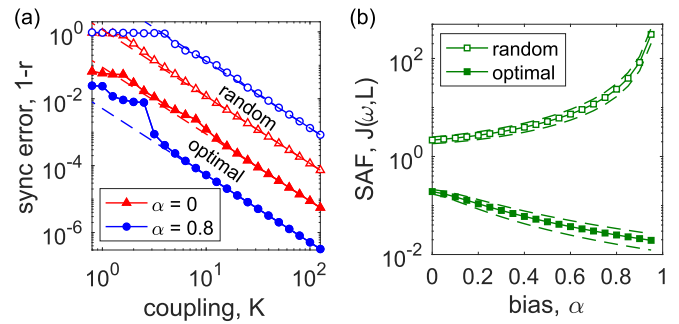 (a)
sync error, 1-r
10^0
10^-2
10^-4
10^-6
random
optimal
α = 0
α = 0.8
10^0
10^1
10^2
coupling, K
(b)
SAF, J(ω,L)
10^2
10^0
10^-2
random
optimal
0 0.2 0.4 0.6 0.8 1
bias, α